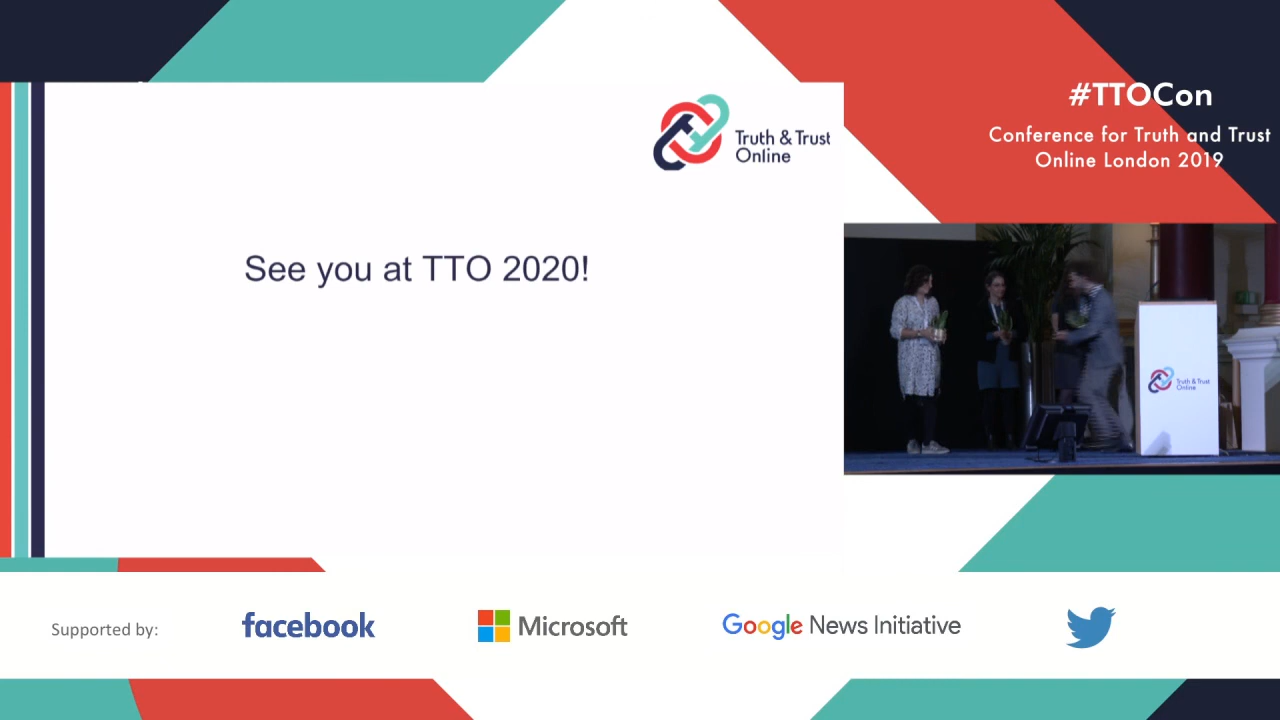 Truth & Trust
Online
See you at TTO 2020!
#TTOCon
Conference for Truth and Trust
Online London 2019
Truth & Trust
Online
Supported by:
facebook
Microsoft
Google News Initiative